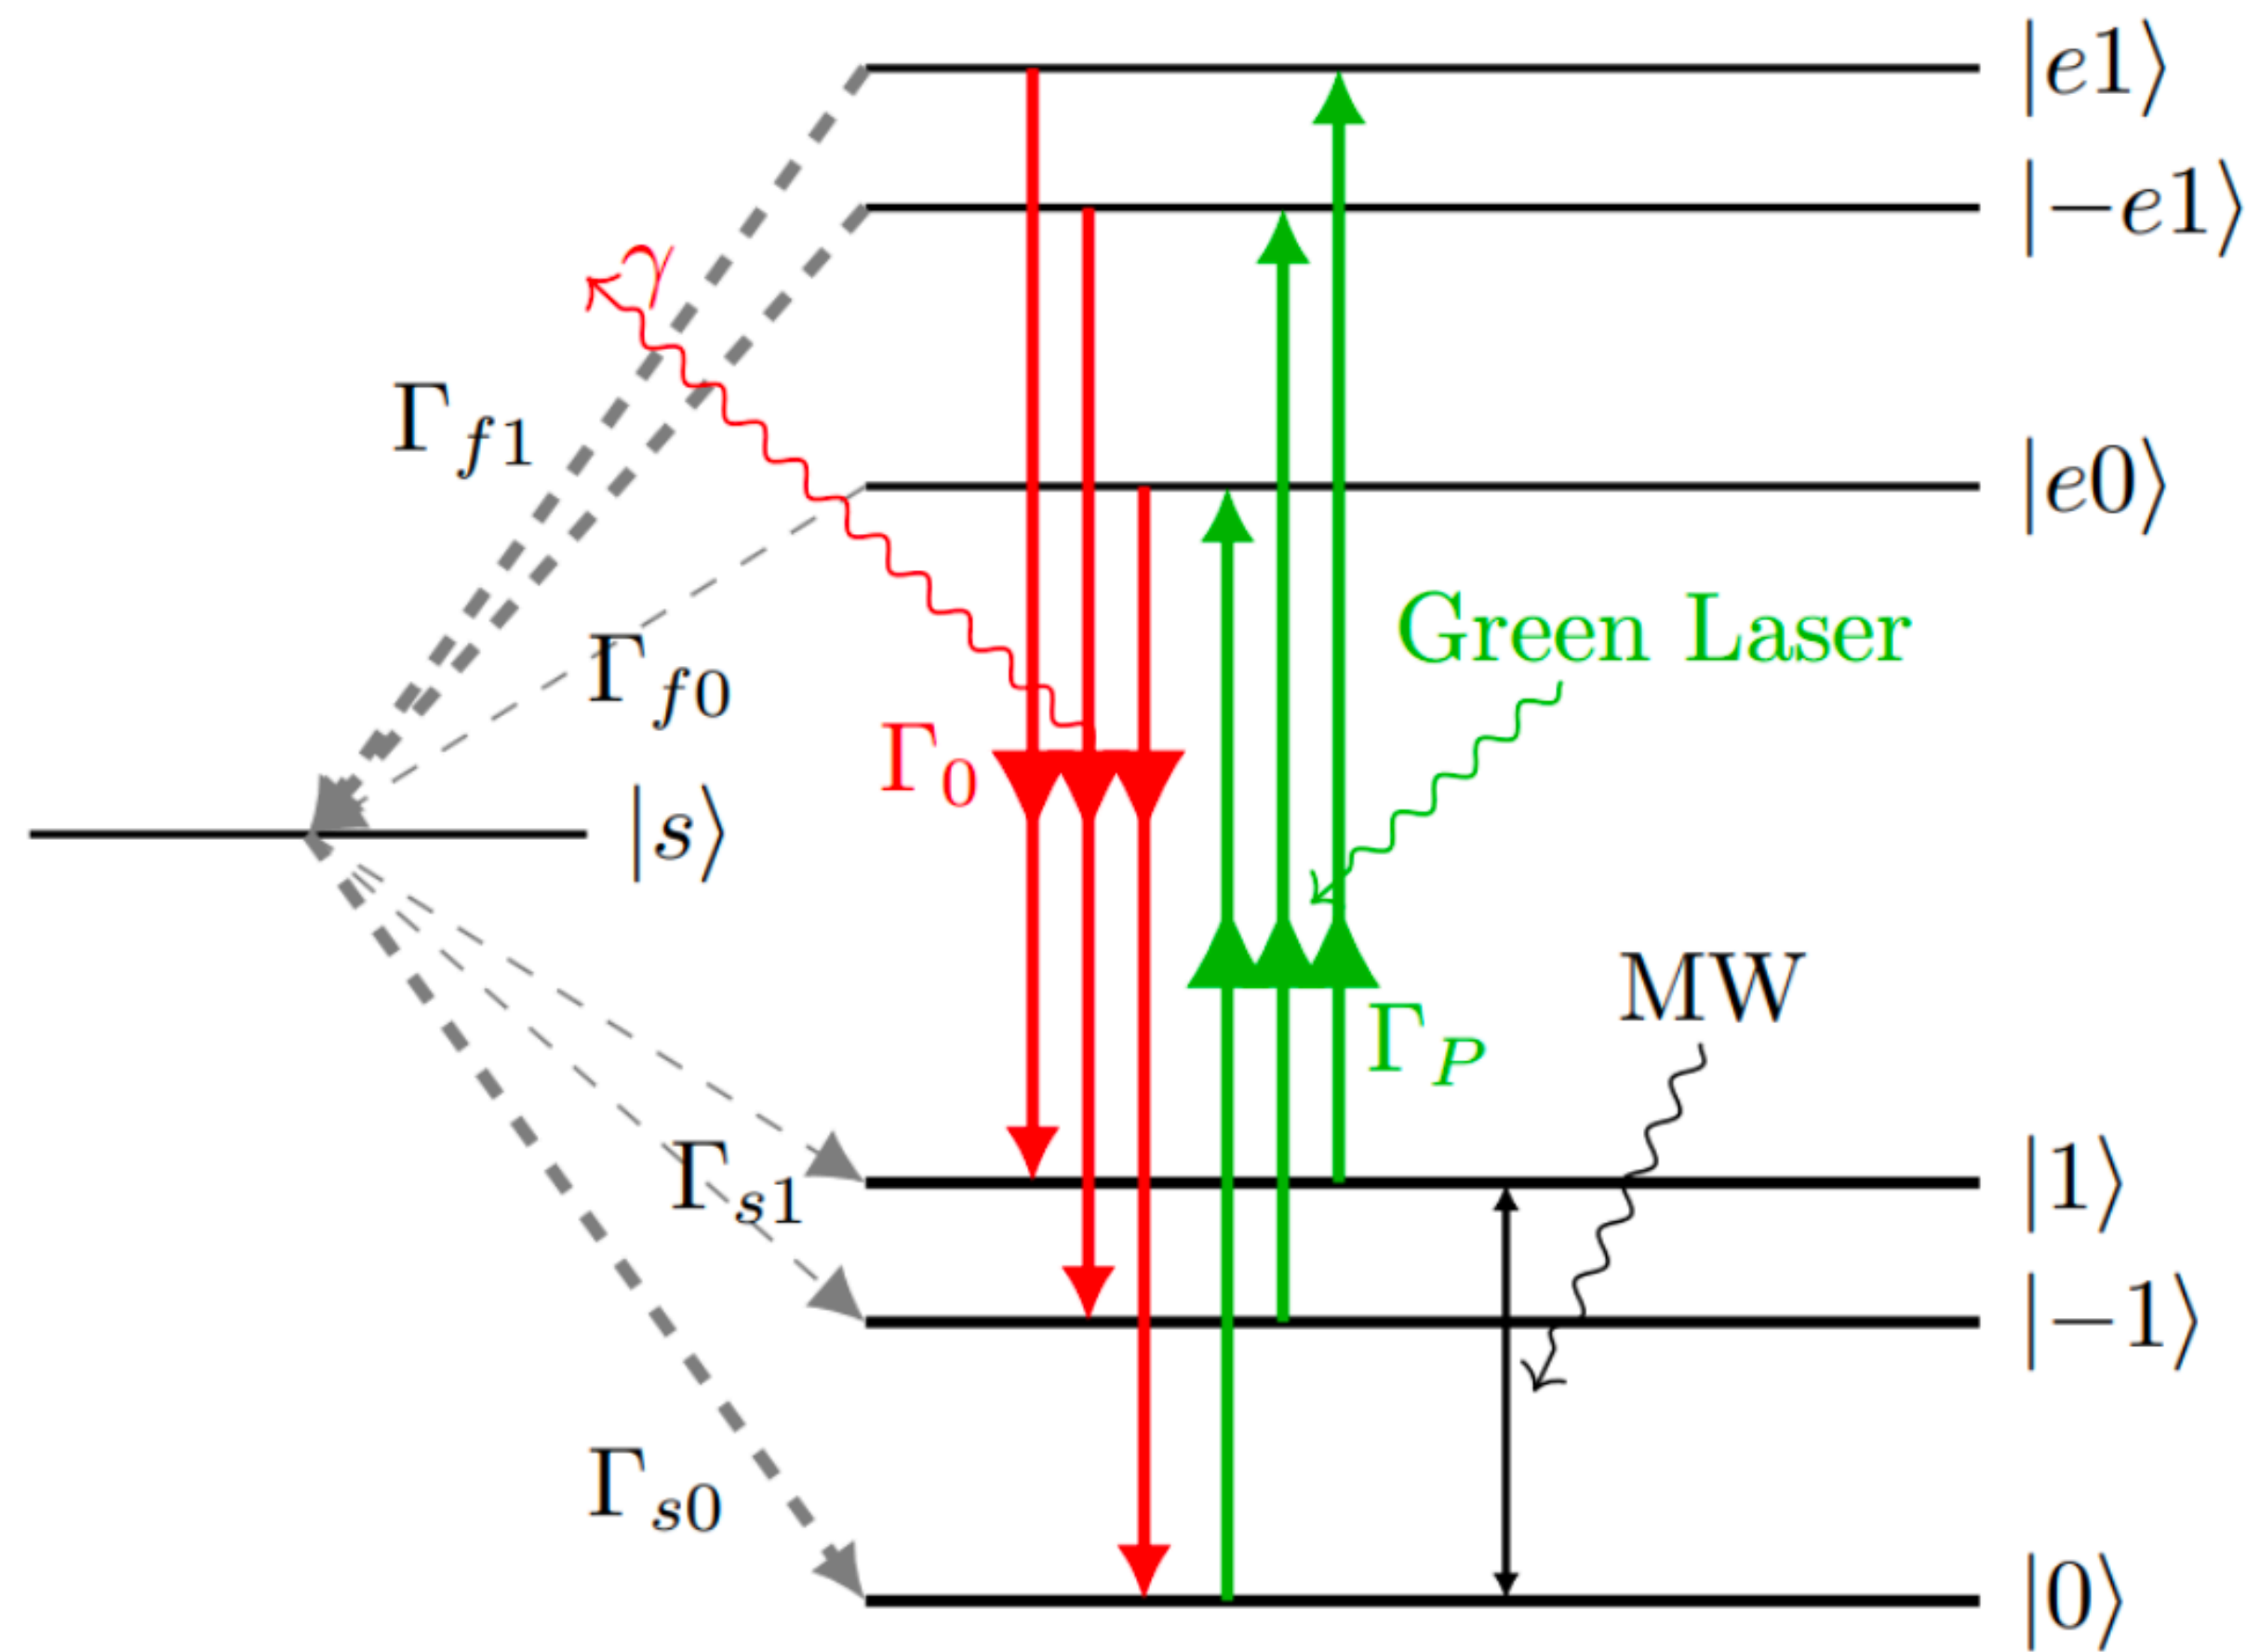 |e1⟩
|−e1⟩
γ
Γf1
|e0⟩
Green Laser
Γf0
Γ0
|s⟩
MW
ΓP
Γs1
|1⟩
|−1⟩
Γs0
|0⟩